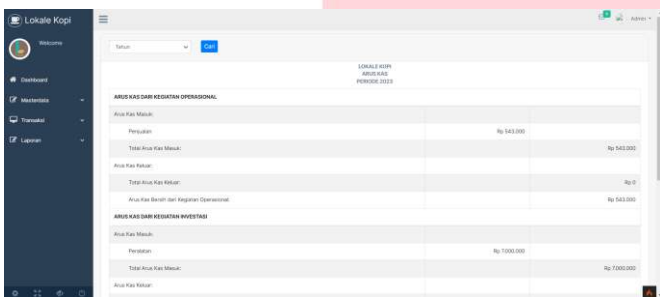 Lokale Kopi
Admin
Welcome
Tahun
Cari
Dashboard
Masterdata
Transaksi
Laporan
LOKALE KOPI
ARUS KAS
PERIODE 2023
ARUS KAS DARI KEGIATAN OPERASIONAL
Arus Kas Masuk:
Penjualan Rp 543.000
Total Arus Kas Masuk: Rp 543.000
Arus Kas Keluar:
Total Arus Kas Keluar: Rp 0
Arus Kas Bersih dari Kegiatan Operasional: Rp 543.000
ARUS KAS DARI KEGIATAN INVESTASI
Arus Kas Masuk:
Peralatan Rp 7.000.000
Total Arus Kas Masuk: Rp 7.000.000
Arus Kas Keluar: